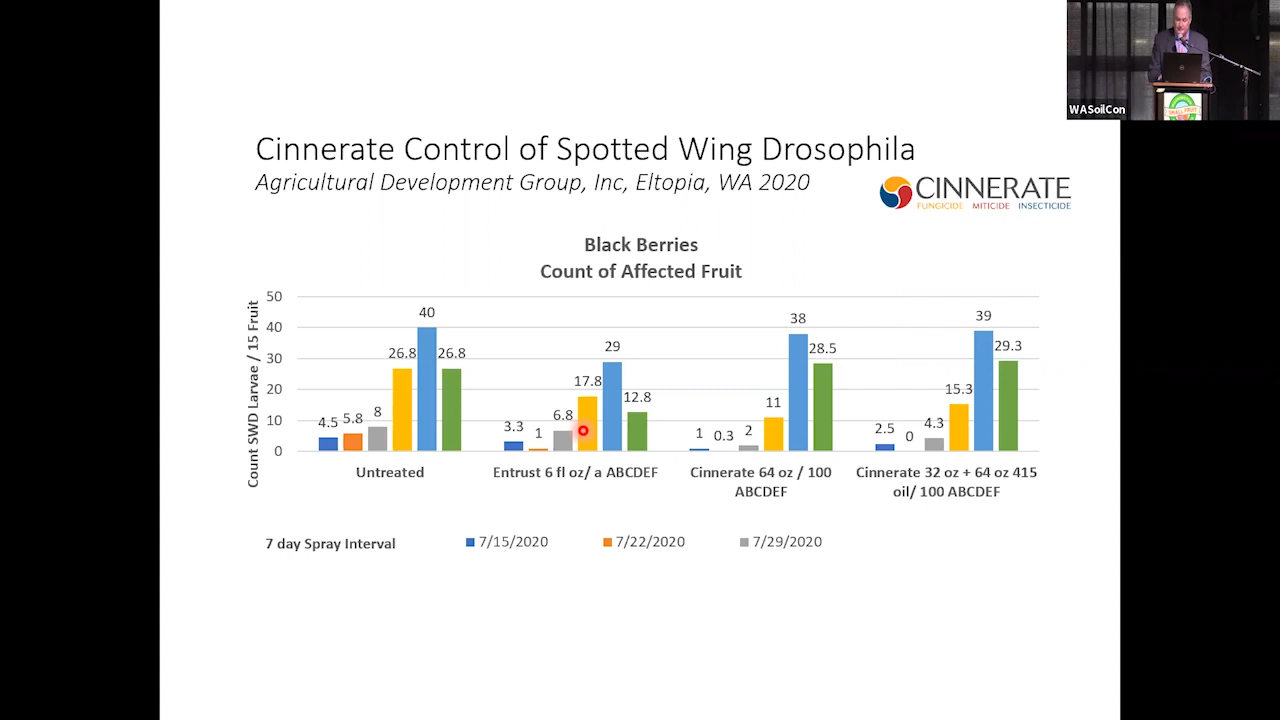 WASoilCon
SMALL FRUIT
Cinnerate Control of Spotted Wing Drosophila
Agricultural Development Group, Inc, Eltopia, WA 2020
CINNERATE
FUNGICIDE MITICIDE INSECTICIDE
Black Berries
Count of Affected Fruit
Count SWD Larvae / 15 Fruit
50
40
30
20
10
0
4.5 5.8 8 26.8 40 26.8
3.3 1 6.8 17.8 29 12.8
1 0.3 2 11 38 28.5
2.5 0 4.3 15.3 39 29.3
Untreated
Entrust 6 fl oz/ a ABCDEF
Cinnerate 64 oz / 100
ABCDEF
Cinnerate 32 oz + 64 oz 415
oil/ 100 ABCDEF
7 day Spray Interval
7/15/2020 7/22/2020 7/29/2020